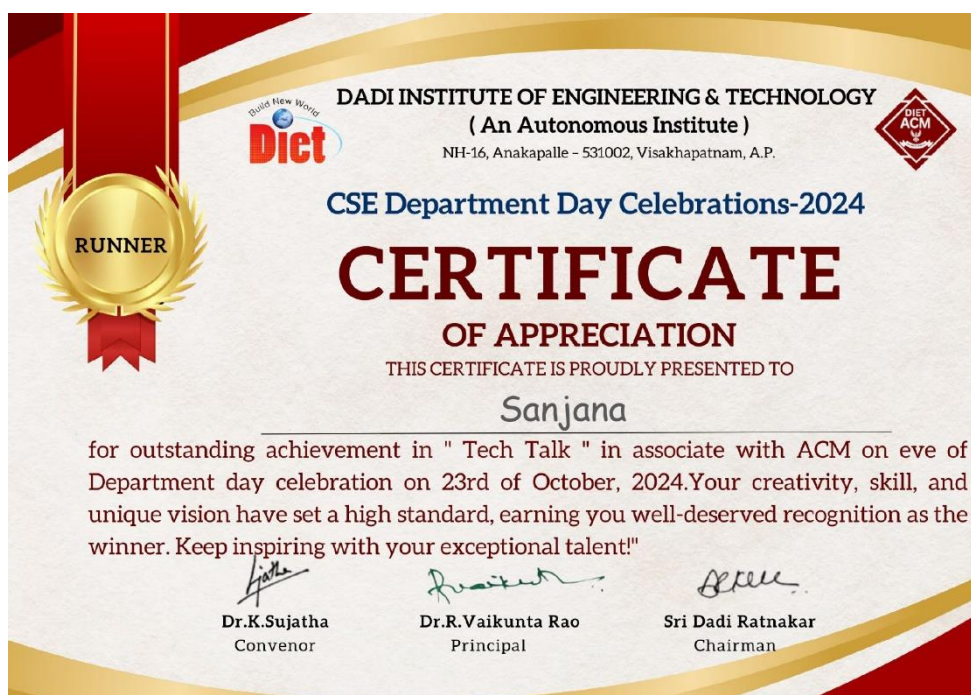 Build New World
Diet
DADI INSTITUTE OF ENGINEERING & TECHNOLOGY
( An Autonomous Institute )
NH-16, Anakapalle – 531002, Visakhapatnam, A.P.
DIET
ACM
CSE Department Day Celebrations-2024
RUNNER
CERTIFICATE
OF APPRECIATION
THIS CERTIFICATE IS PROUDLY PRESENTED TO
Sanjana
for outstanding achievement in " Tech Talk " in associate with ACM on eve of
Department day celebration on 23rd of October, 2024.Your creativity, skill, and
unique vision have set a high standard, earning you well-deserved recognition as the
winner. Keep inspiring with your exceptional talent!"
Dr.K.Sujatha
Convenor
Dr.R.Vaikunta Rao
Principal
Sri Dadi Ratnakar
Chairman